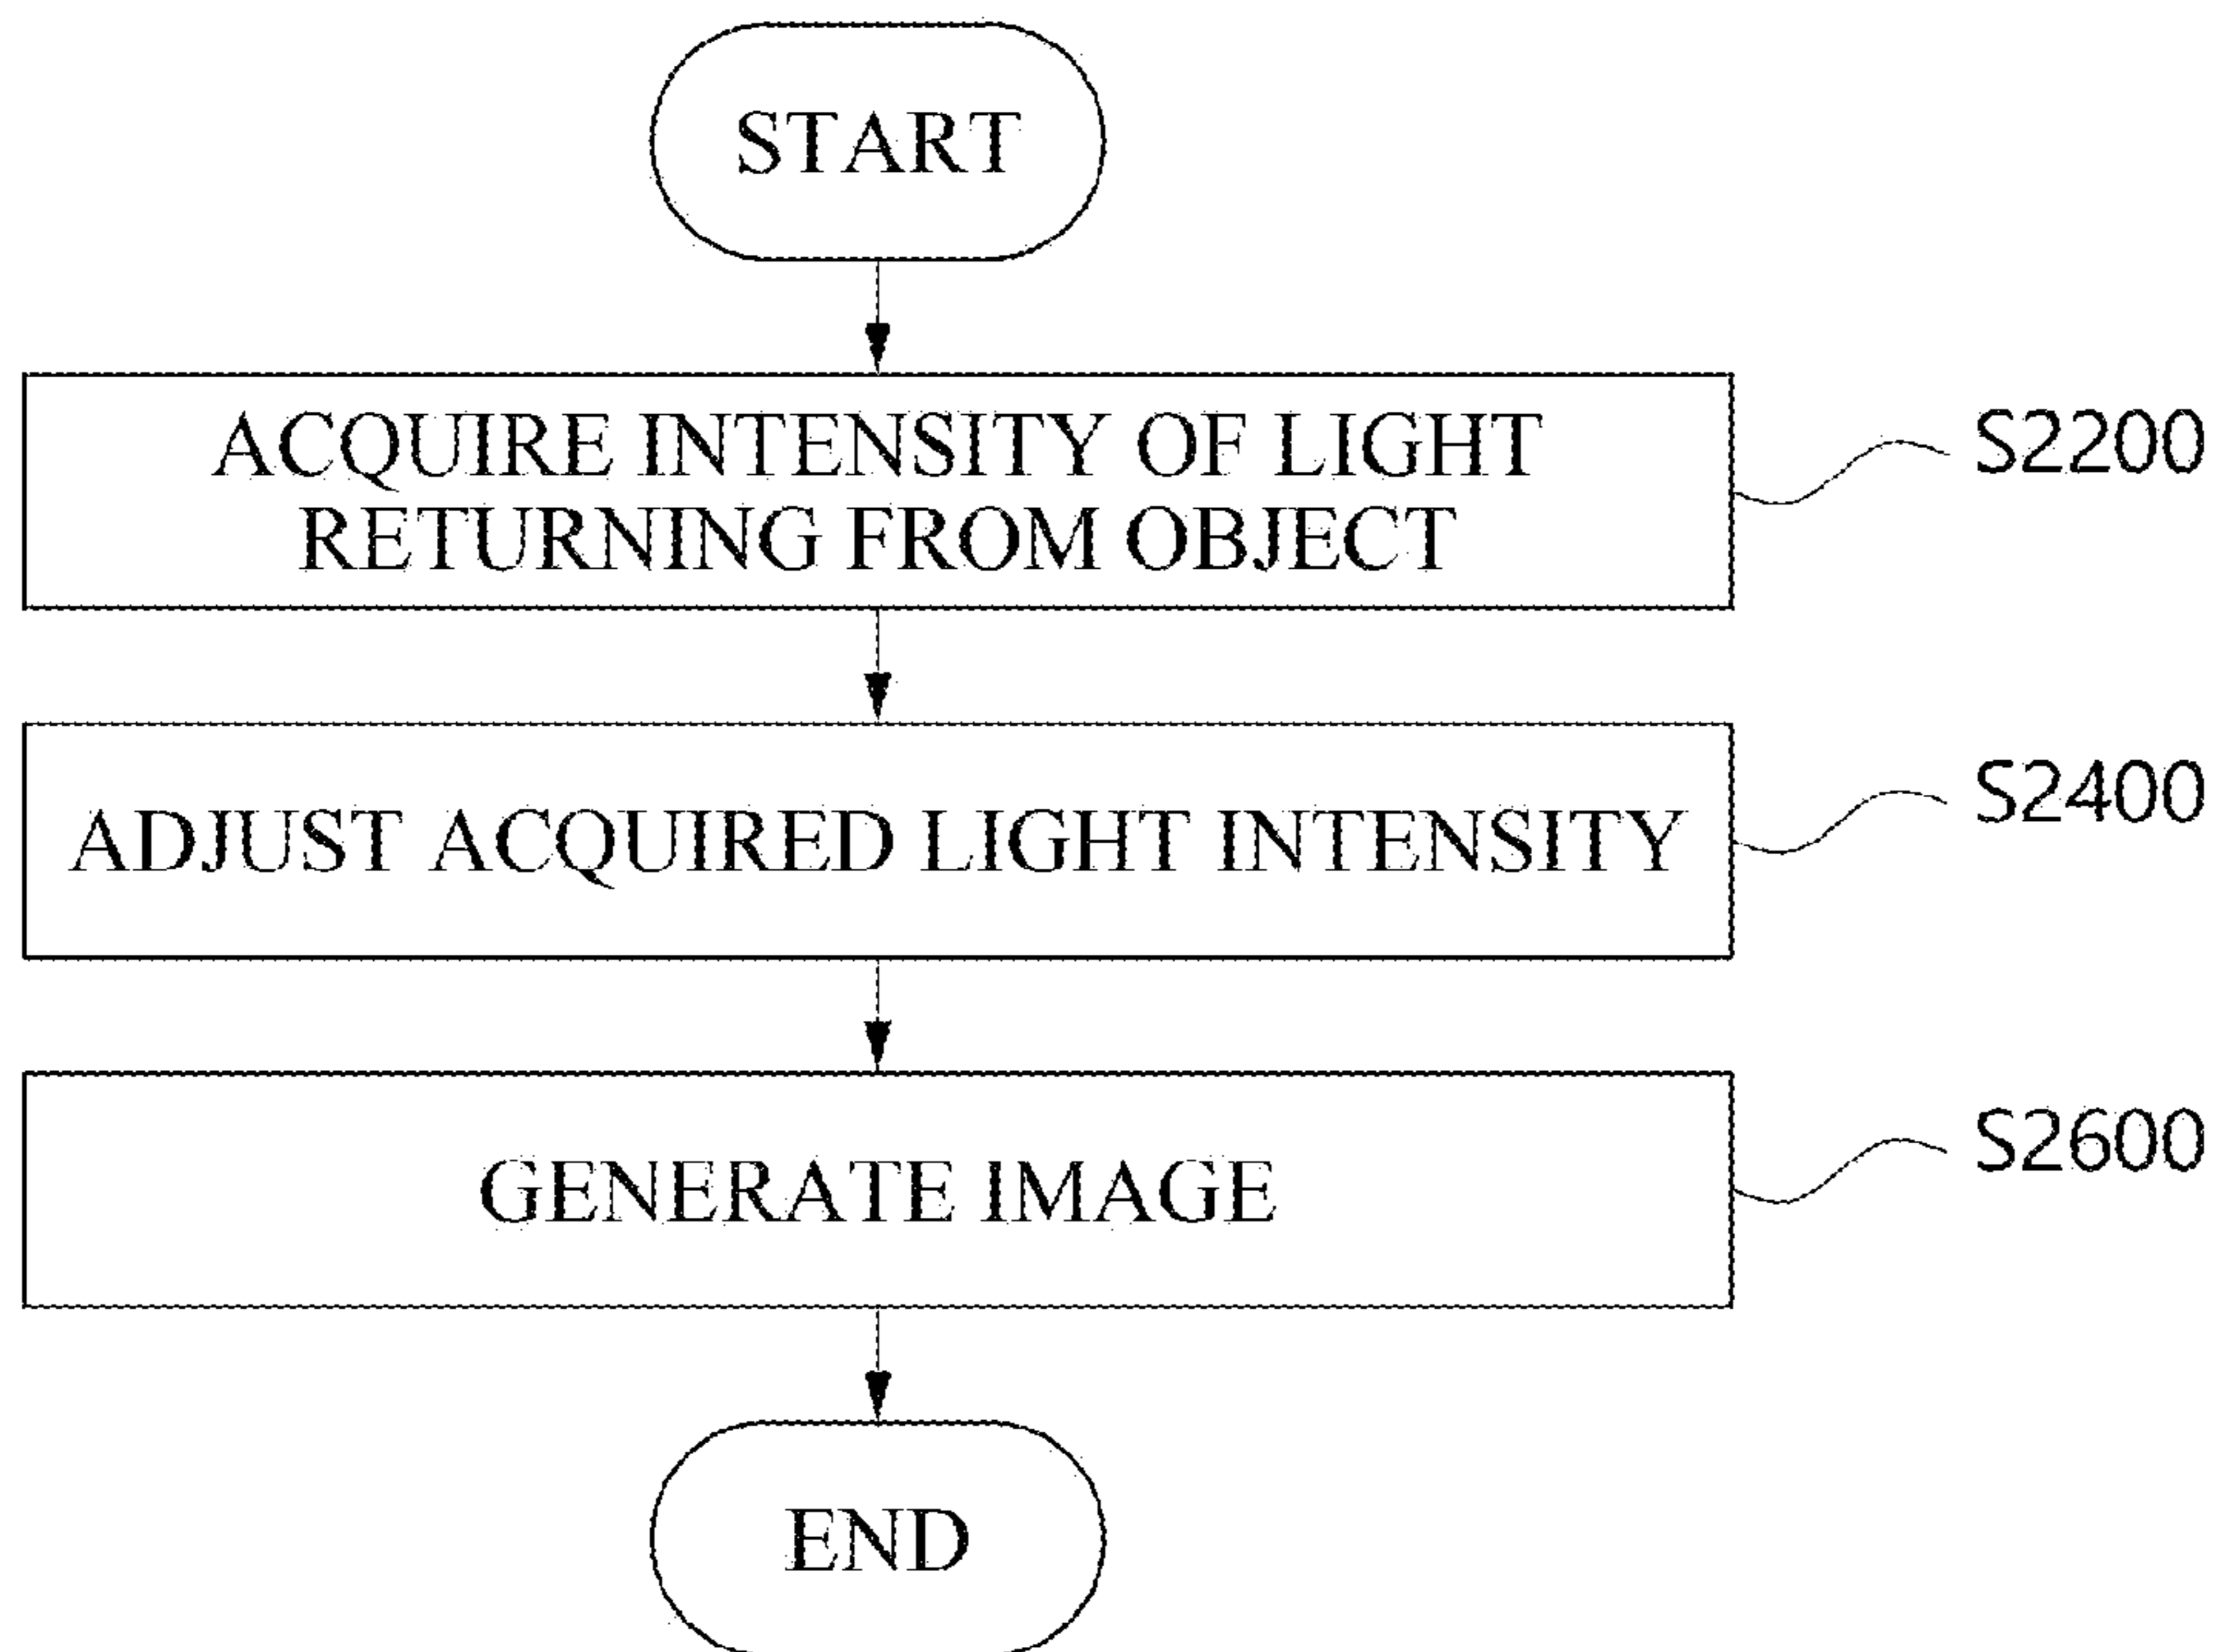 START
ACQUIRE INTENSITY OF LIGHT
RETURNING FROM OBJECT
S2200
ADJUST ACQUIRED LIGHT INTENSITY
S2400
GENERATE IMAGE
S2600
END